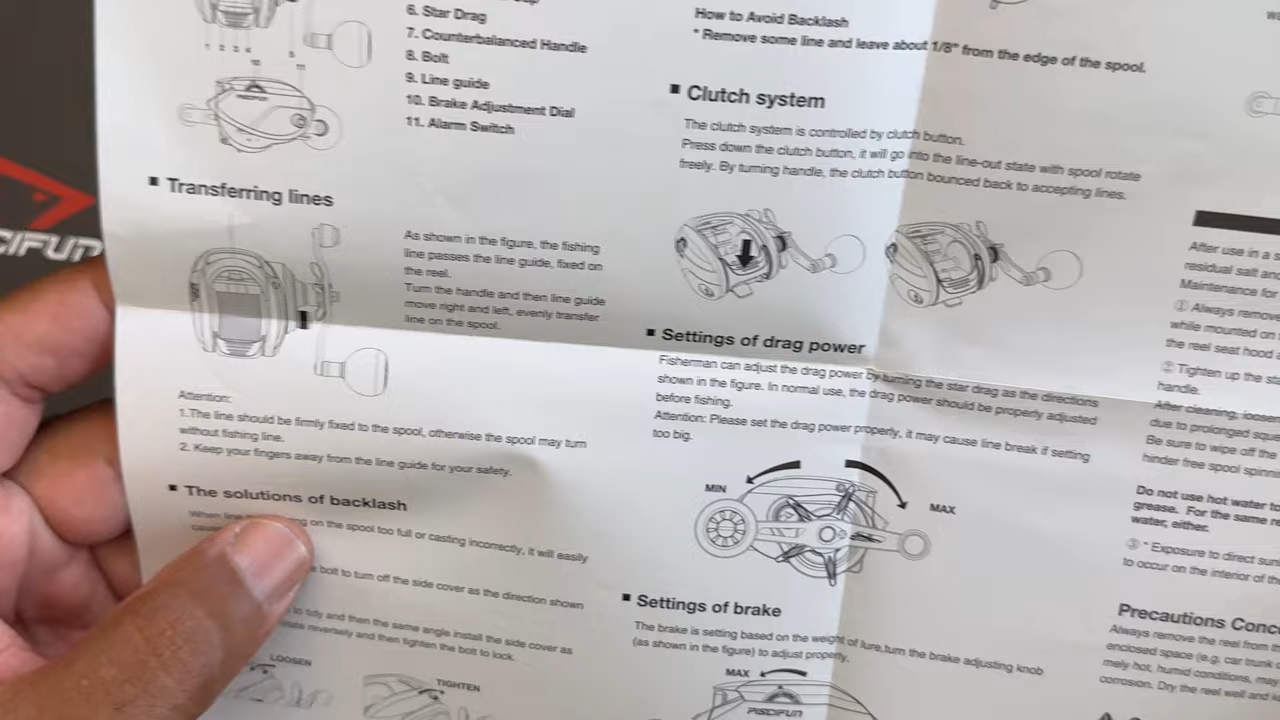 CIFUN
6. Star Drag
7. Counterbalanced Handle
8. Bolt
9. Line guide
10. Brake Adjustment Dial
11. Alarm Switch
PISCIFUN
■ Transferring lines
As shown in the figure, the fishing
line passes the line guide, fixed on
the reel.
Turn the handle and then line guide
move right and left, evenly transfer
line on the spool.
Attention:
1.The line should be firmly fixed to the spool, otherwise the spool may turn
without fishing line.
2. Keep your fingers away from the line guide for your safety.
■ The solutions of backlash
When line on the spool too full or casting incorrectly, it will easily
bolt to turn off the side cover as the direction shown
to tidy and then the same angle install the side cover as
reversely and then tighten the bolt to lock.
LOOSEN
TIGHTEN
How to Avoid Backlash
* Remove some line and leave about 1/8" from the edge of the spool.
■ Clutch system
The clutch system is controlled by clutch button.
Press down the clutch button, it will go into the line-out state with spool rotate
freely. By turning handle, the clutch button bounced back to accepting lines.
■ Settings of drag power
Fisherman can adjust the drag power by turning the star drag as the directions
shown in the figure. In normal use, the drag power should be properly adjusted
before fishing.
Attention: Please set the drag power properly, it may cause line break if setting
too big.
MIN
MAX
■ Settings of brake
The brake is setting based on the weight of lure,turn the brake adjusting knob
(as shown in the figure) to adjust properly.
MAX
PISCIFUN
After use in a s
residual salt and
Maintenance for
① Always remove
while mounted on
the reel seat hood
② Tighten up the st
handle.
After cleaning, loose
due to prolonged squ
Be sure to wipe off the
hinder free spool spinn
Do not use hot water to
grease. For the same r
water, either.
③ * Exposure to direct sun
to occur on the interior of th
Precautions Conc
Always remove the reel from th
enclosed space (e.g. car trunk
mely hot, humid conditions, may
corrosion. Dry the reel well and